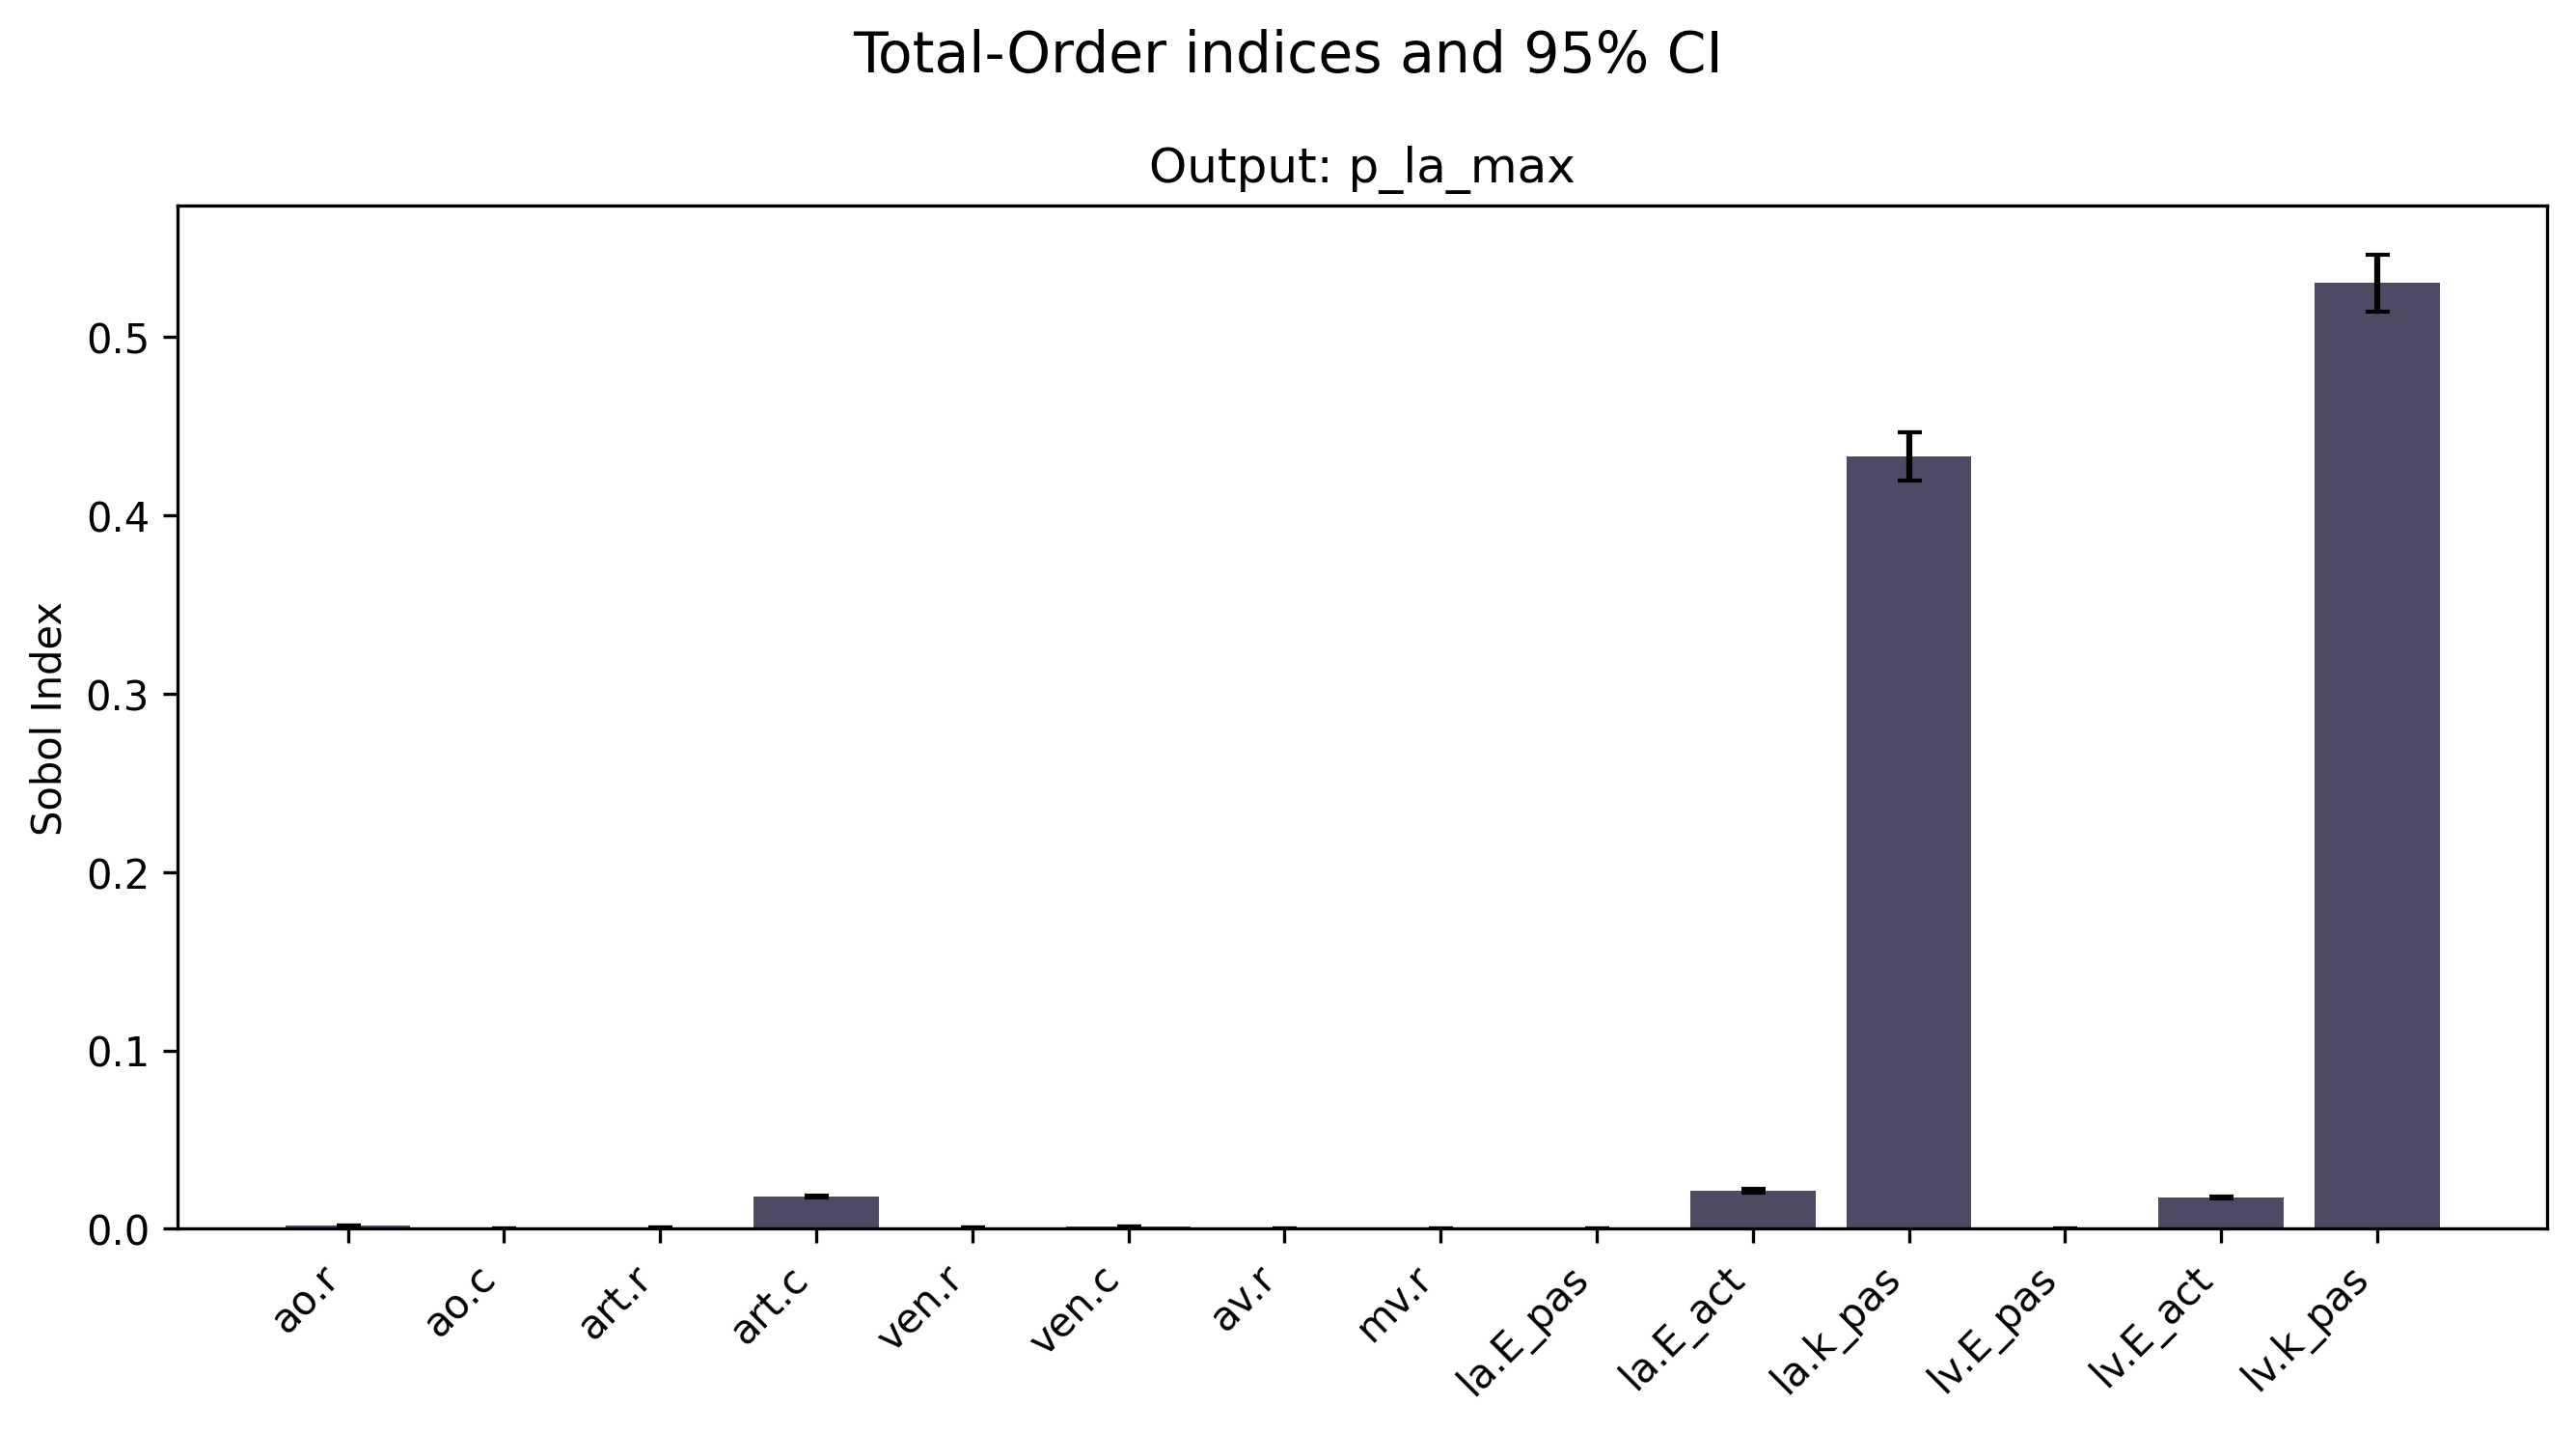 Total-Order indices and 95% CI
Output: p_la_max
Sobol Index
0.5
0.4
0.3
0.2
0.1
0.0
ao.r
ao.c
art.r
art.c
ven.r
ven.c
av.r
mv.r
la.E_pas
la.E_act
la.k_pas
lv.E_pas
lv.E_act
lv.k_pas